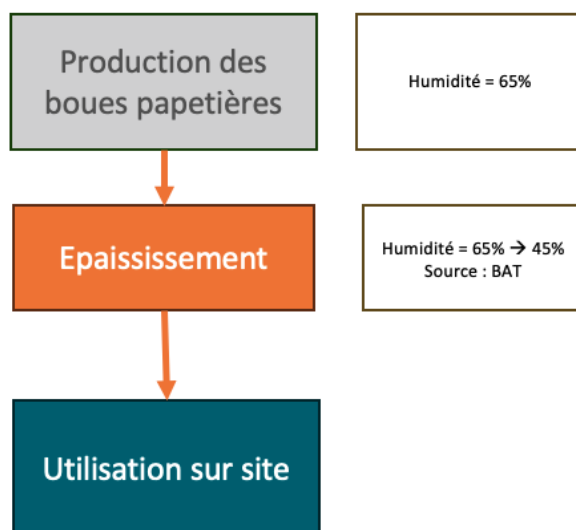 Production des
boues papetières
Humidité = 65%
Epaississement
Humidité = 65% → 45%
Source : BAT
Utilisation sur site